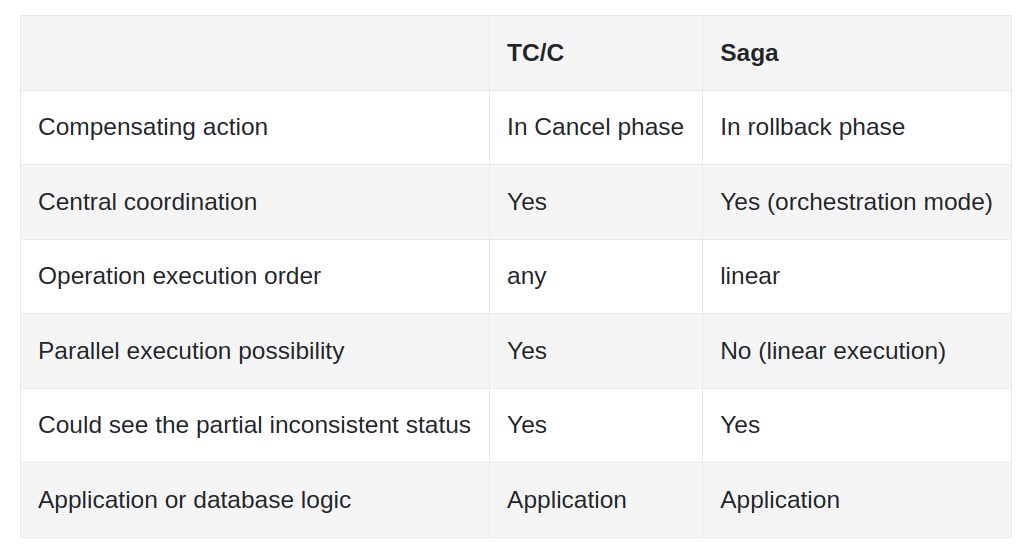 TC/C Saga
Compensating action In Cancel phase In rollback phase
Central coordination Yes Yes (orchestration mode)
Operation execution order any linear
Parallel execution possibility Yes No (linear execution)
Could see the partial inconsistent status Yes Yes
Application or database logic Application Application